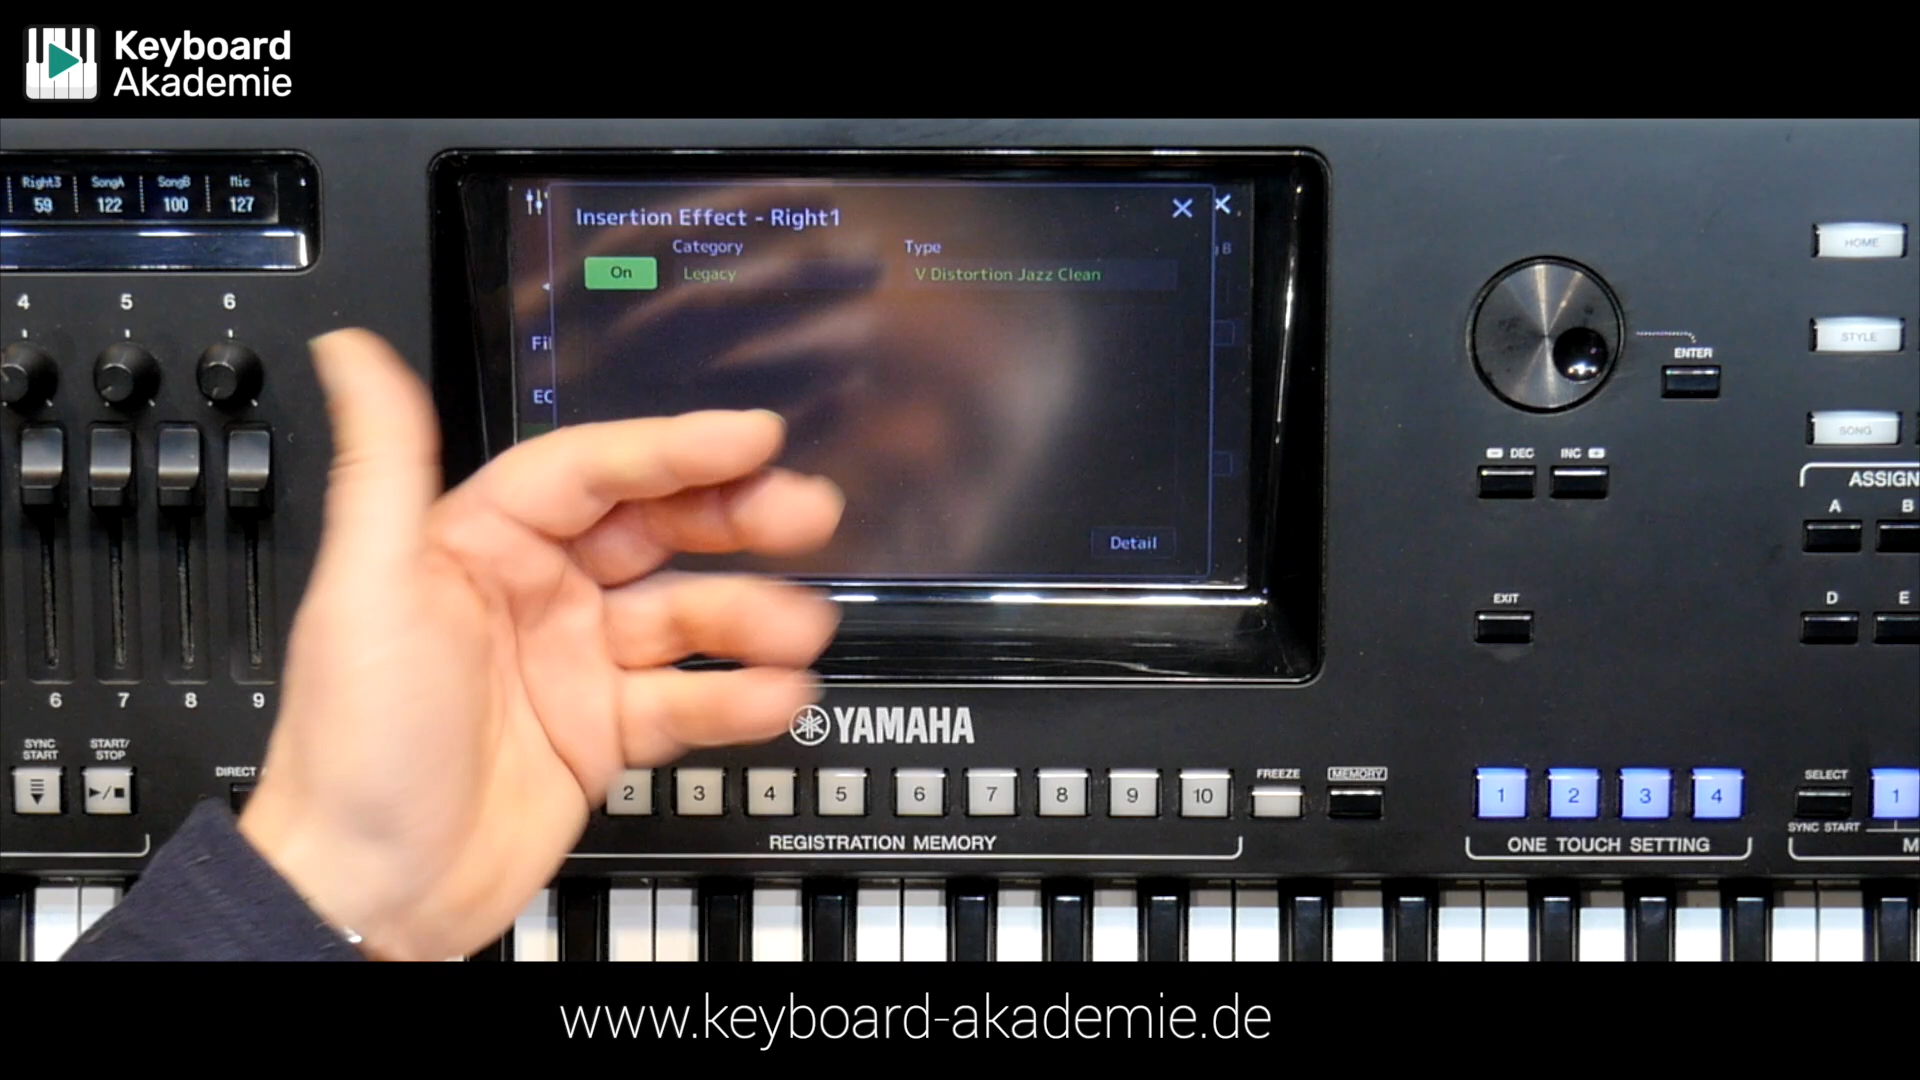 Keyboard
Akademie
Right3 SongA SongB Mic
59 122 100 127
Insertion Effect - Right1
Category Type
On Legacy V Distortion Jazz Clean
B
Fil
EC
Detail
4 5 6
6 7 8 9
SYNC START
START/STOP
DIRECT
YAMAHA
2 3 4 5 6 7 8 9 10
REGISTRATION MEMORY
FREEZE
MEMORY
ENTER
DEC INC
EXIT
HOME
STYLE
SONG
ASSIGN
A B
D E
1 2 3 4
ONE TOUCH SETTING
SELECT
1
SYNC START
M
www.keyboard-akademie.de